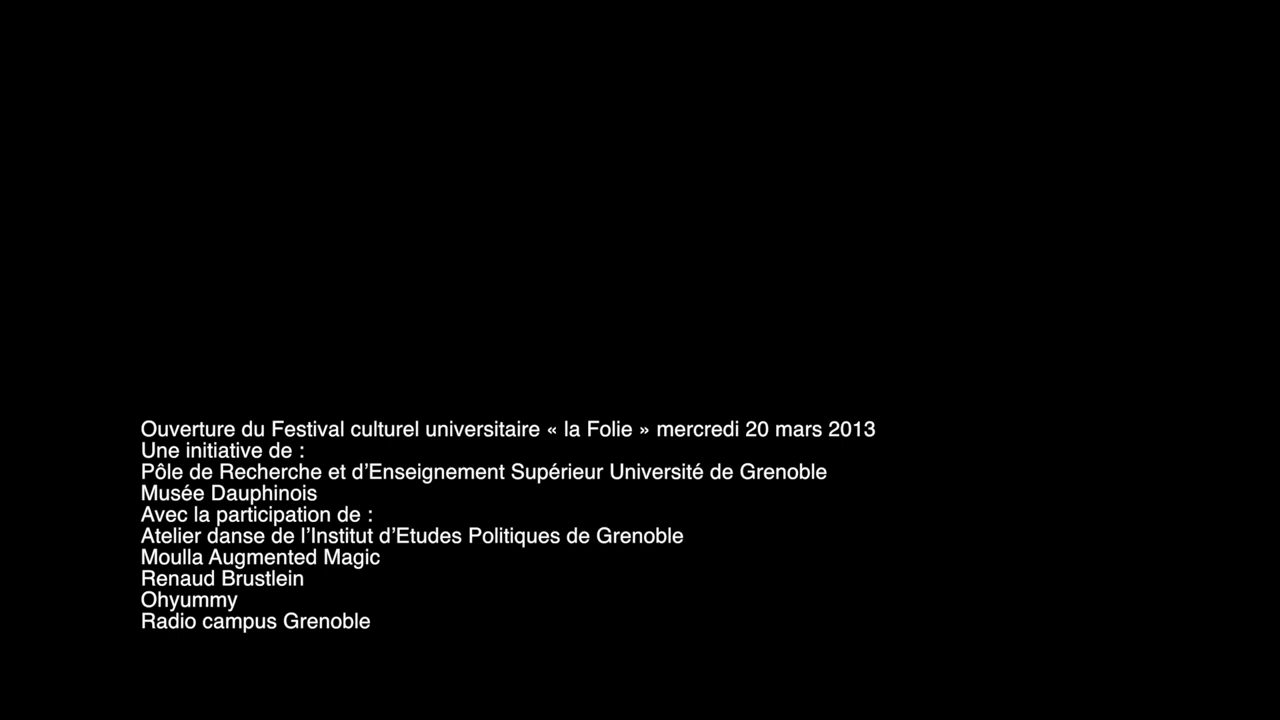 Ouverture du Festival culturel universitaire « la Folie » mercredi 20 mars 2013
Une initiative de :
Pôle de Recherche et d’Enseignement Supérieur Université de Grenoble
Musée Dauphinois
Avec la participation de :
Atelier danse de l’Institut d’Etudes Politiques de Grenoble
Moulla Augmented Magic
Renaud Brustlein
Ohyummy
Radio campus Grenoble